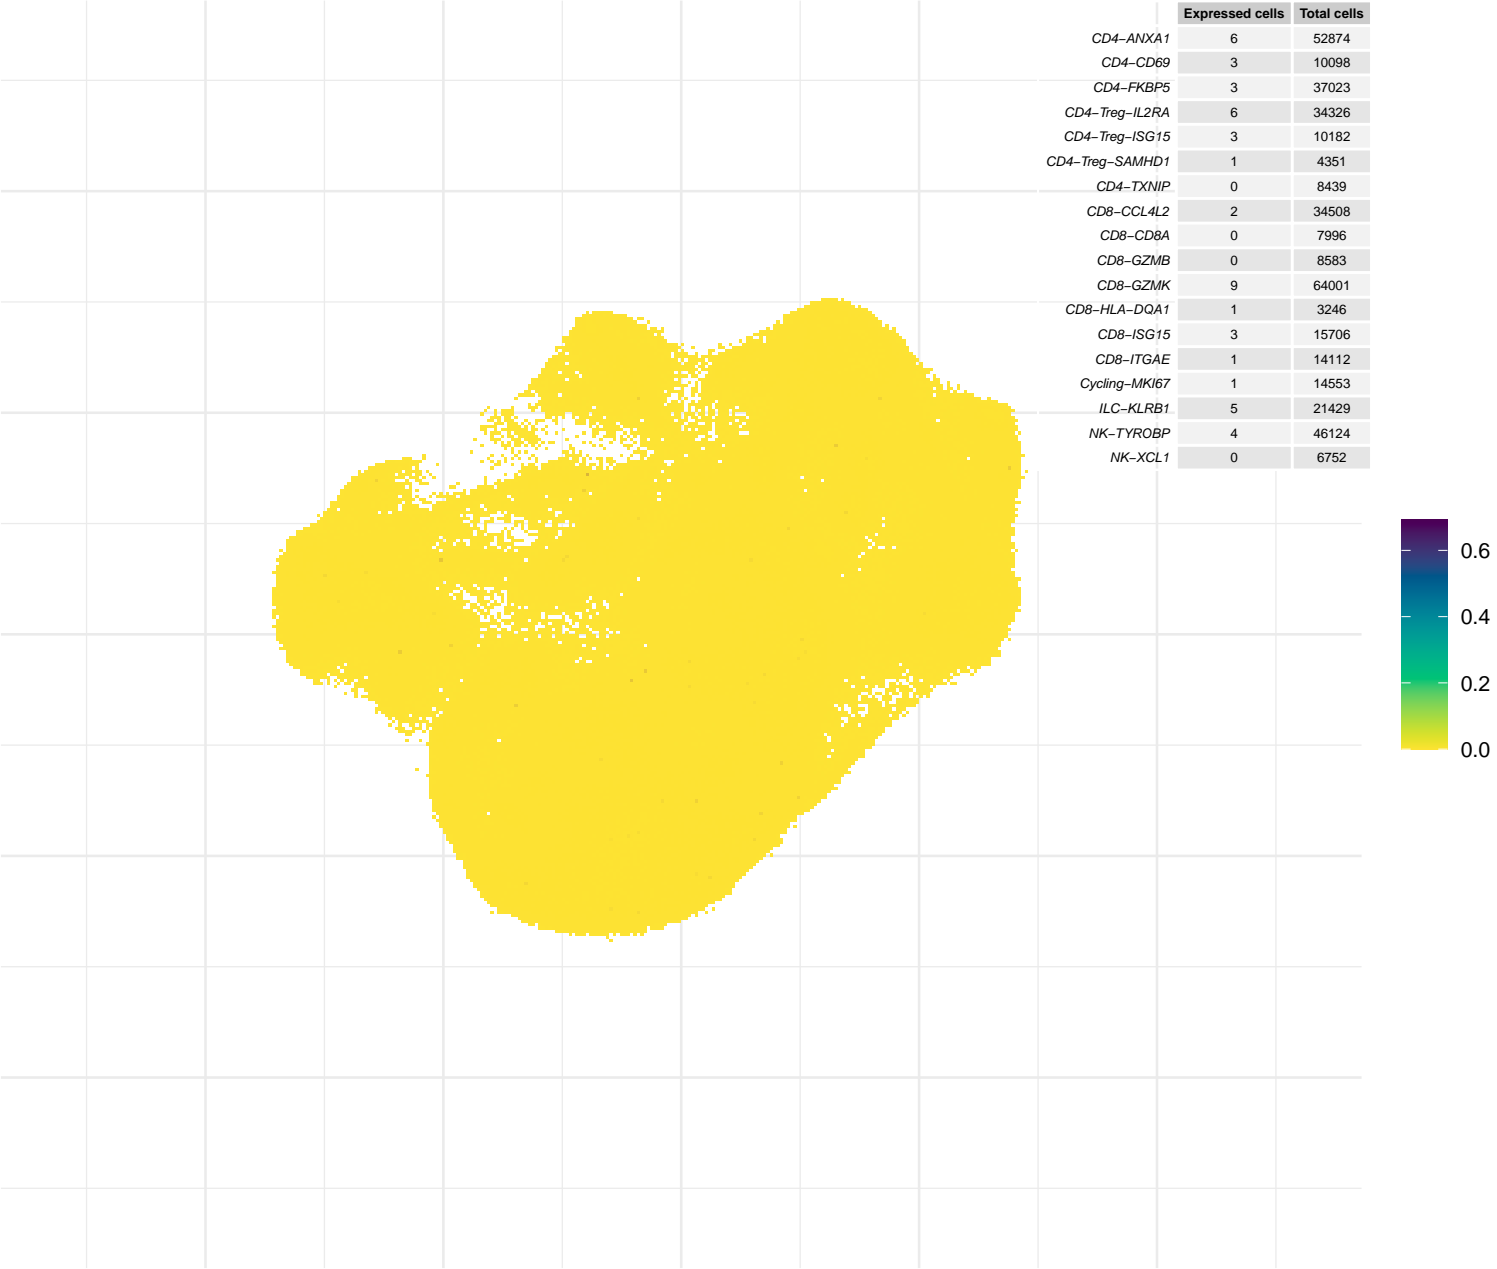 Expressed cells Total cells
CD4−ANXA1 6 52874
CD4−CD69 3 10098
CD4−FKBP5 3 37023
CD4−Treg−IL2RA 6 34326
CD4−Treg−ISG15 3 10182
CD4−Treg−SAMHD1 1 4351
CD4−TXNIP 0 8439
CD8−CCL4L2 2 34508
CD8−CD8A 0 7996
CD8−GZMB 0 8583
CD8−GZMK 9 64001
CD8−HLA−DQA1 1 3246
CD8−ISG15 3 15706
CD8−ITGAE 1 14112
Cycling−MKI67 1 14553
ILC−KLRB1 5 21429
NK−TYROBP 4 46124
NK−XCL1 0 6752
0.6
0.4
0.2
0.0